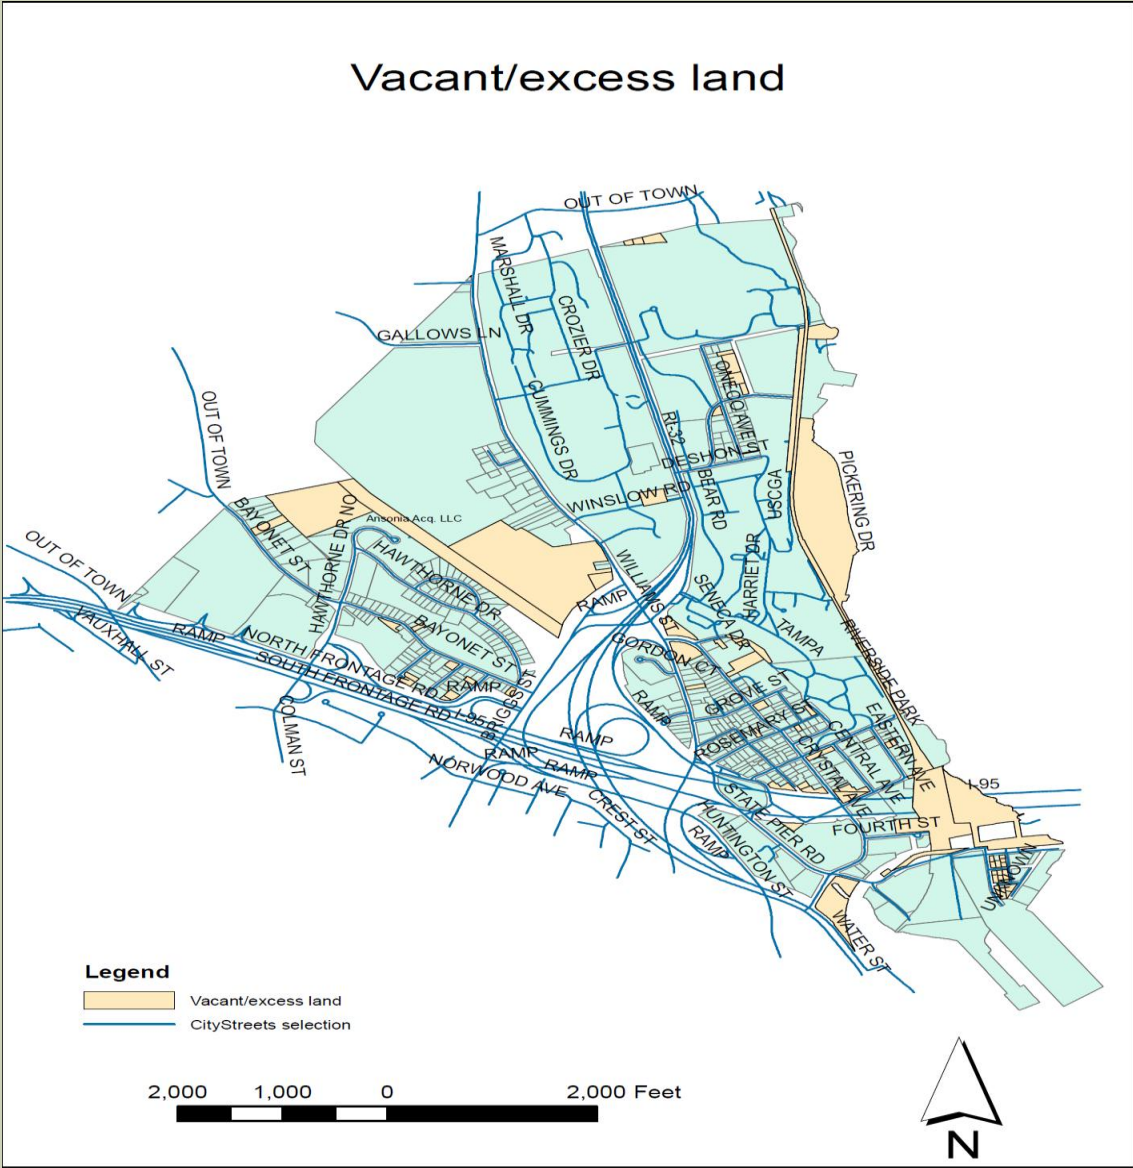 Vacant/excess land
OUT OF TOWN
MARSHALL DR
CROZIER DR
GALLOWS LN
OUT OF TOWN
CUMMINGS DR
ONECO AVE
Rt-32
DESHON ST
PICKERING DR
WINSLOW RD
BEAR RD
USCGA
BAYONET ST
HAWTHORNE DR NO
Ansonia Acq. LLC
OUT OF TOWN
HAWTHORNE DR
WILLIAMS ST
HARRIET DR
SENECA DR
RAMP
VAUXHALL ST
RAMP
NORTH FRONTAGE RD
BAYONET ST
GORDON CT
TAMPA
RIVERSIDE PARK
SOUTH FRONTAGE RD
RAMP
I-95
BRIGGS ST
RAMP
GROVE ST
ROSEMARY ST
COLMAN ST
RAMP
RAMP
RAMP
NORWOOD AVE
CREST ST
CRYSTAL AVE
CENTRAL AVE
EASTERN AVE
I-95
STATE PIER RD
HUNTINGTON ST
RAMP
FOURTH ST
UNKNOWN
WATER ST
Legend
Vacant/excess land
CityStreets selection
2,000 1,000 0 2,000 Feet
N